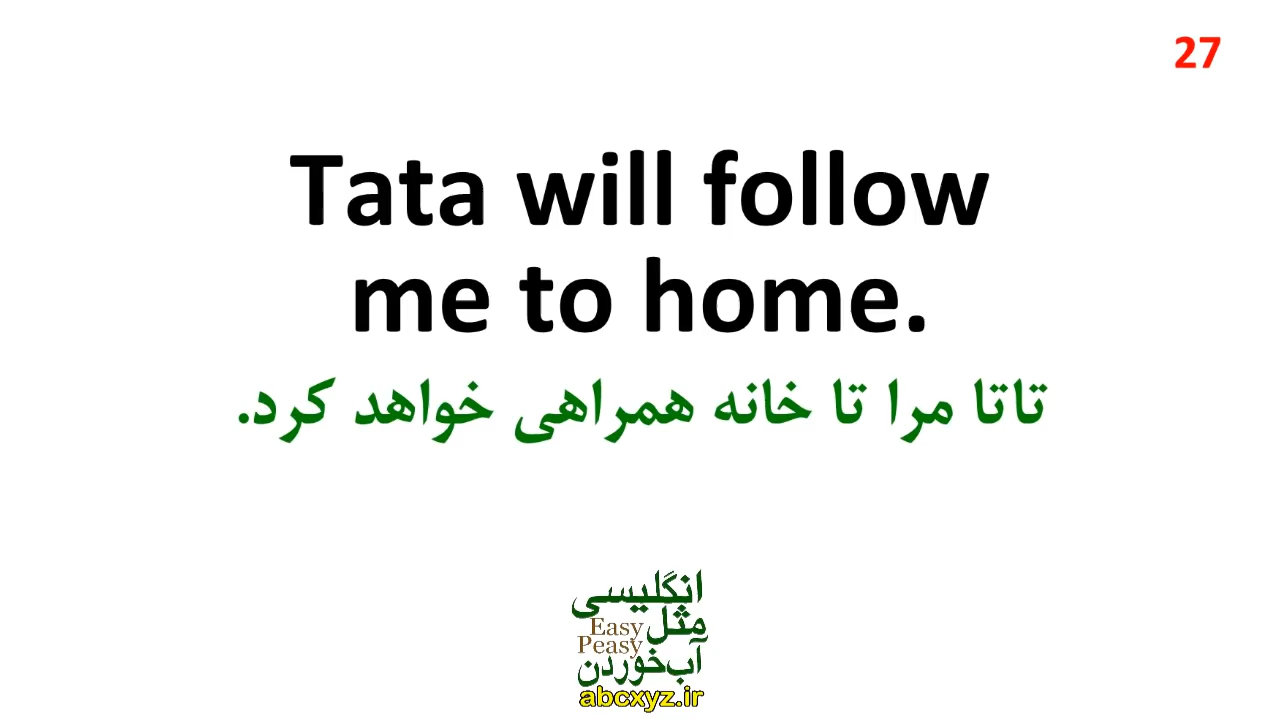 27
Tata will follow
me to home.
تاتا مرا تا خانه همراهی خواهد کرد.
انگلیسی
مثل Easy
Peasy
آب‌خوردن
abcxyz.ir